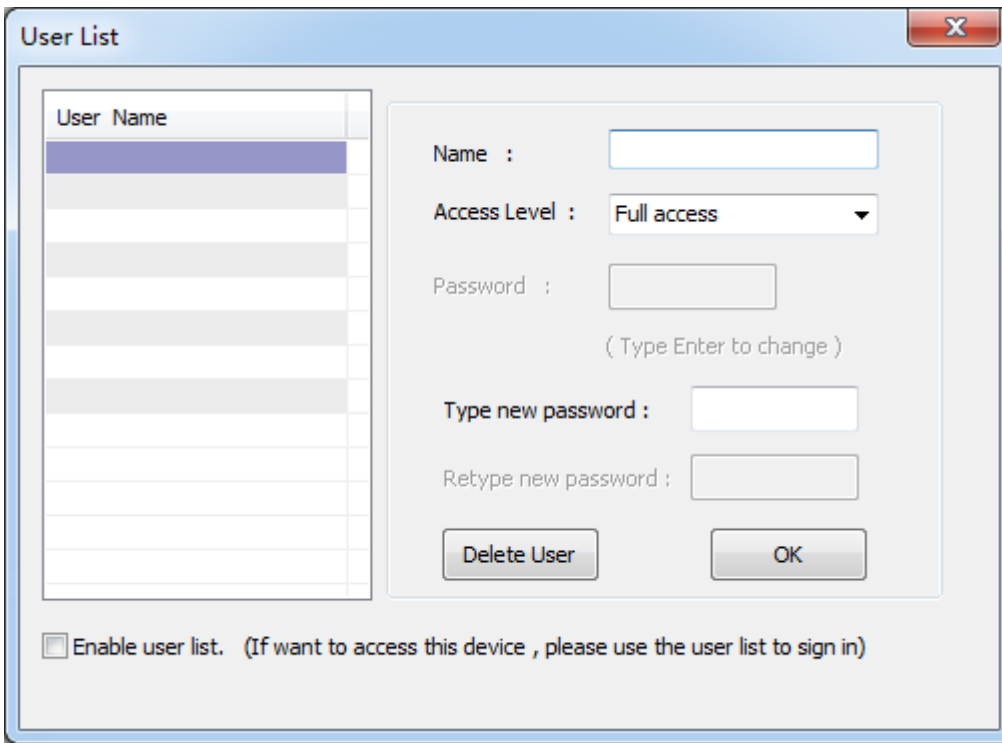 User List
User Name
Name :
Access Level : Full access
Password :
( Type Enter to change )
Type new password :
Retype new password :
Delete User OK
Enable user list. (If want to access this device , please use the user list to sign in)